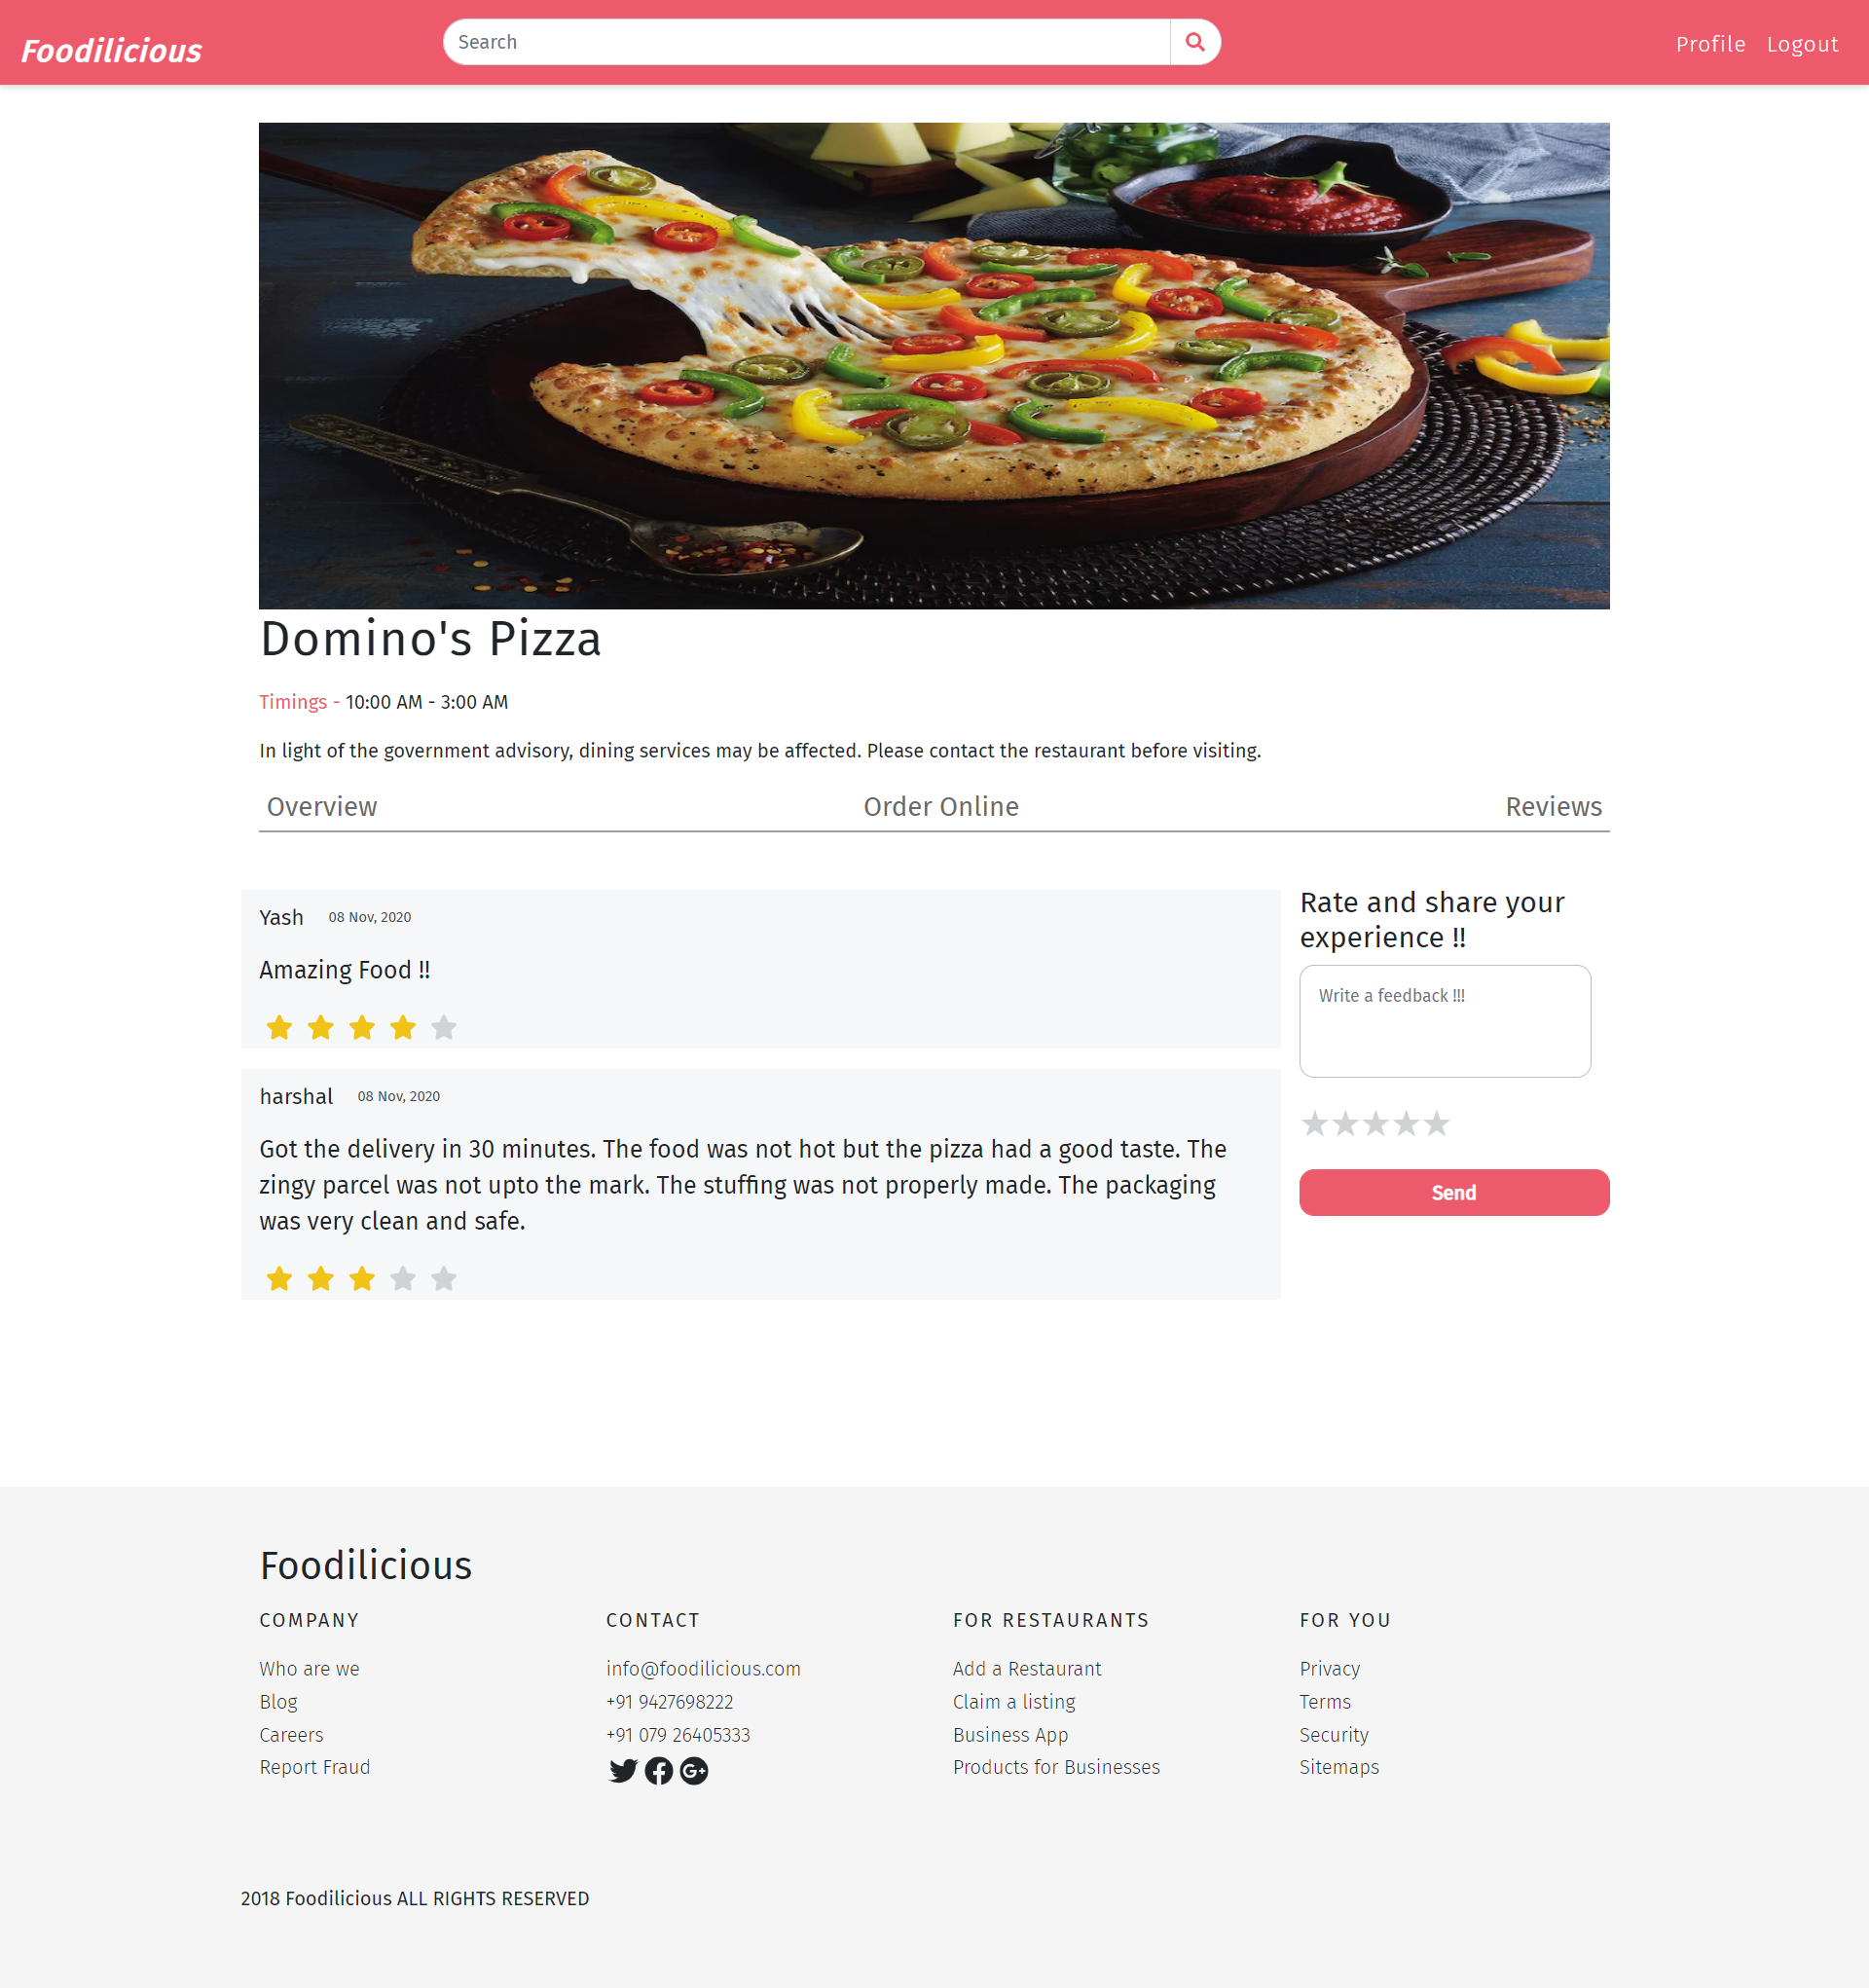 Foodilicious
Search
Profile Logout
Domino's Pizza
Timings - 10:00 AM - 3:00 AM
In light of the government advisory, dining services may be affected. Please contact the restaurant before visiting.
Overview Order Online Reviews
Yash 08 Nov, 2020
Amazing Food !!
harshal 08 Nov, 2020
Got the delivery in 30 minutes. The food was not hot but the pizza had a good taste. The
zingy parcel was not upto the mark. The stuffing was not properly made. The packaging
was very clean and safe.
Rate and share your
experience !!
Write a feedback !!!
Send
Foodilicious
COMPANY
Who are we
Blog
Careers
Report Fraud
CONTACT
info@foodilicious.com
+91 9427698222
+91 079 26405333
FOR RESTAURANTS
Add a Restaurant
Claim a listing
Business App
Products for Businesses
FOR YOU
Privacy
Terms
Security
Sitemaps
2018 Foodilicious ALL RIGHTS RESERVED